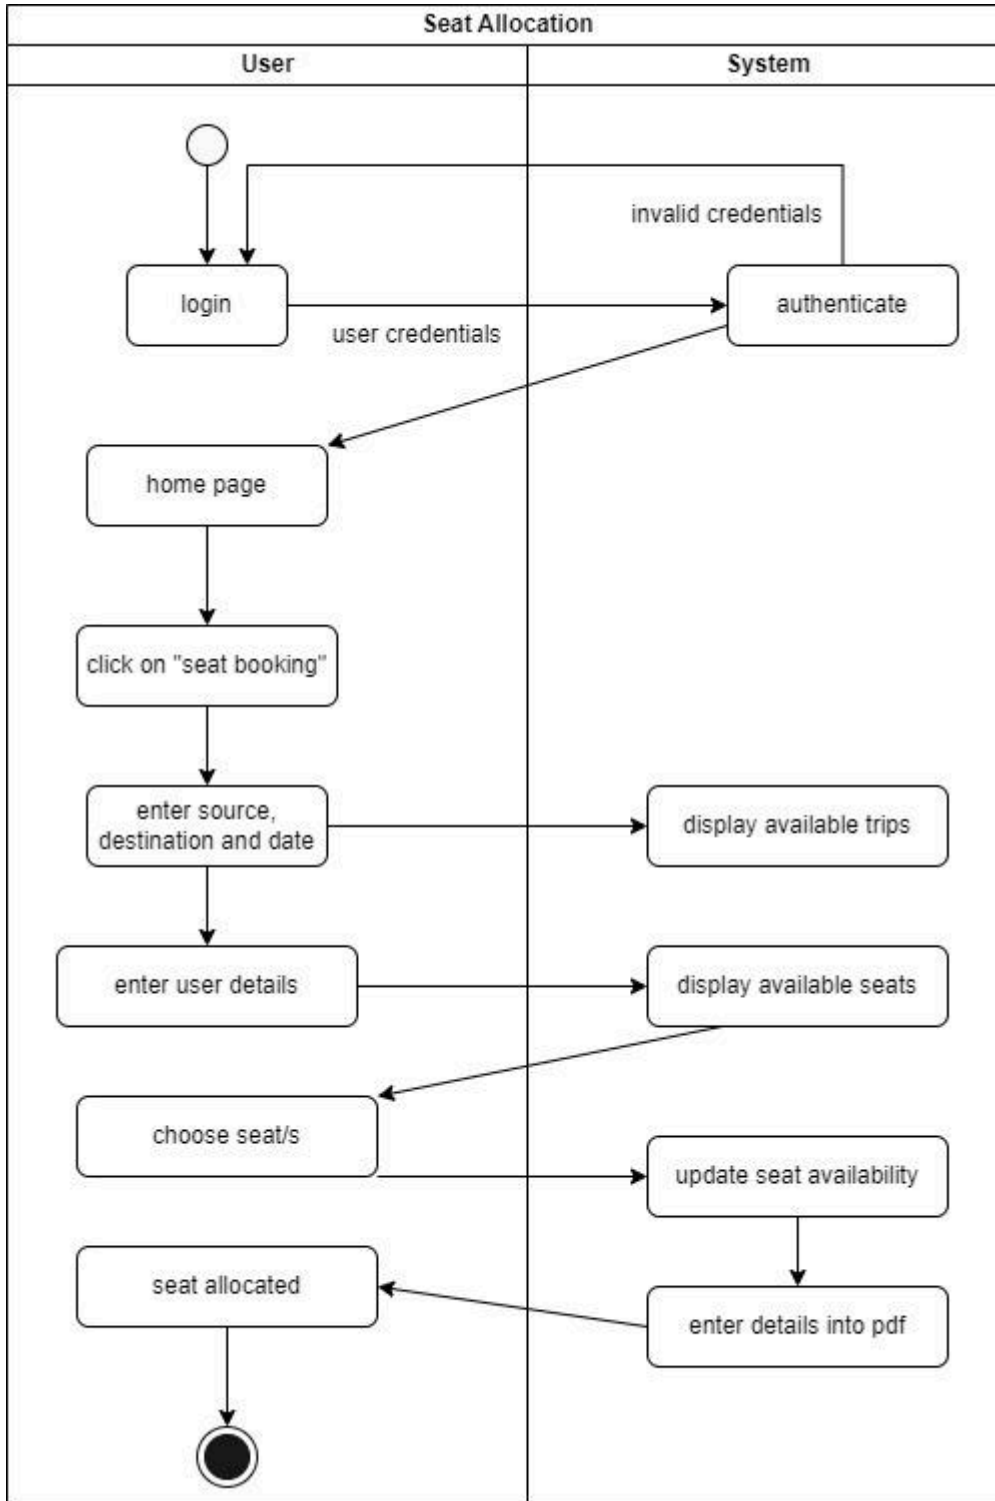 Seat Allocation
User
System
invalid credentials
login
authenticate
user credentials
home page
click on "seat booking"
enter source,
destination and date
display available trips
enter user details
display available seats
choose seat/s
update seat availability
seat allocated
enter details into pdf